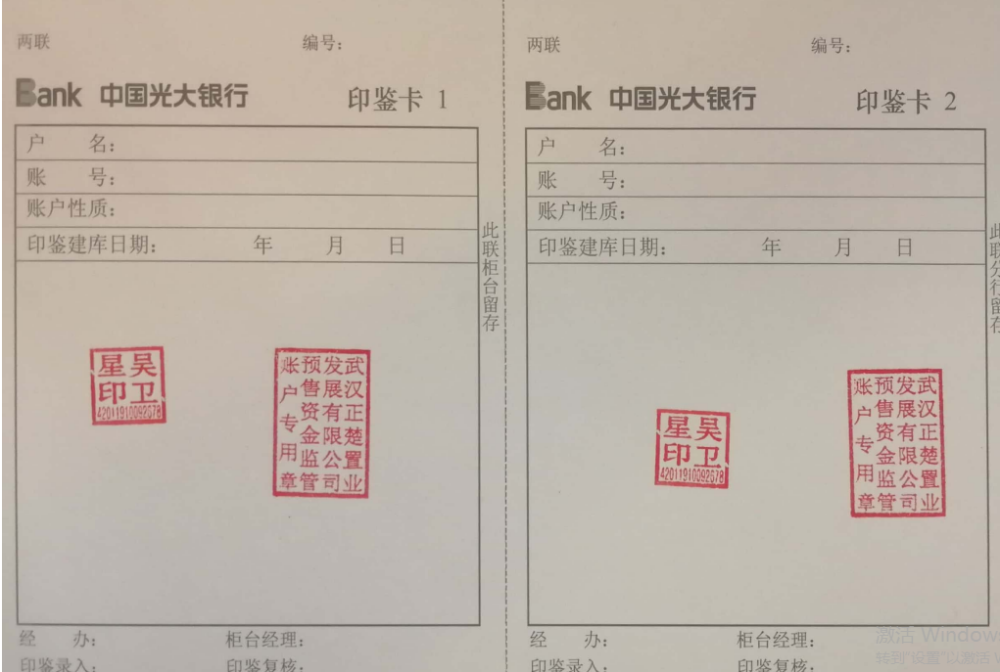 两联 编号:
Bank 中国光大银行 印鉴卡 1
户 名:
账 号:
账户性质:
印鉴建库日期: 年 月 日
吴卫
星印
42011910092678
武汉正楚置业
发展有限公司
预售资金监管
账户专用章
此联柜台留存
经 办: 柜台经理:
印鉴录入: 印鉴复核:
两联 编号:
Bank 中国光大银行 印鉴卡 2
户 名:
账 号:
账户性质:
印鉴建库日期: 年 月 日
吴卫
星印
42011910092678
武汉正楚置业
发展有限公司
预售资金监管
账户专用章
此联分行留存
经 办: 柜台经理:
印鉴录入: 印鉴复核:
激活 Window
转到"设置"以激活